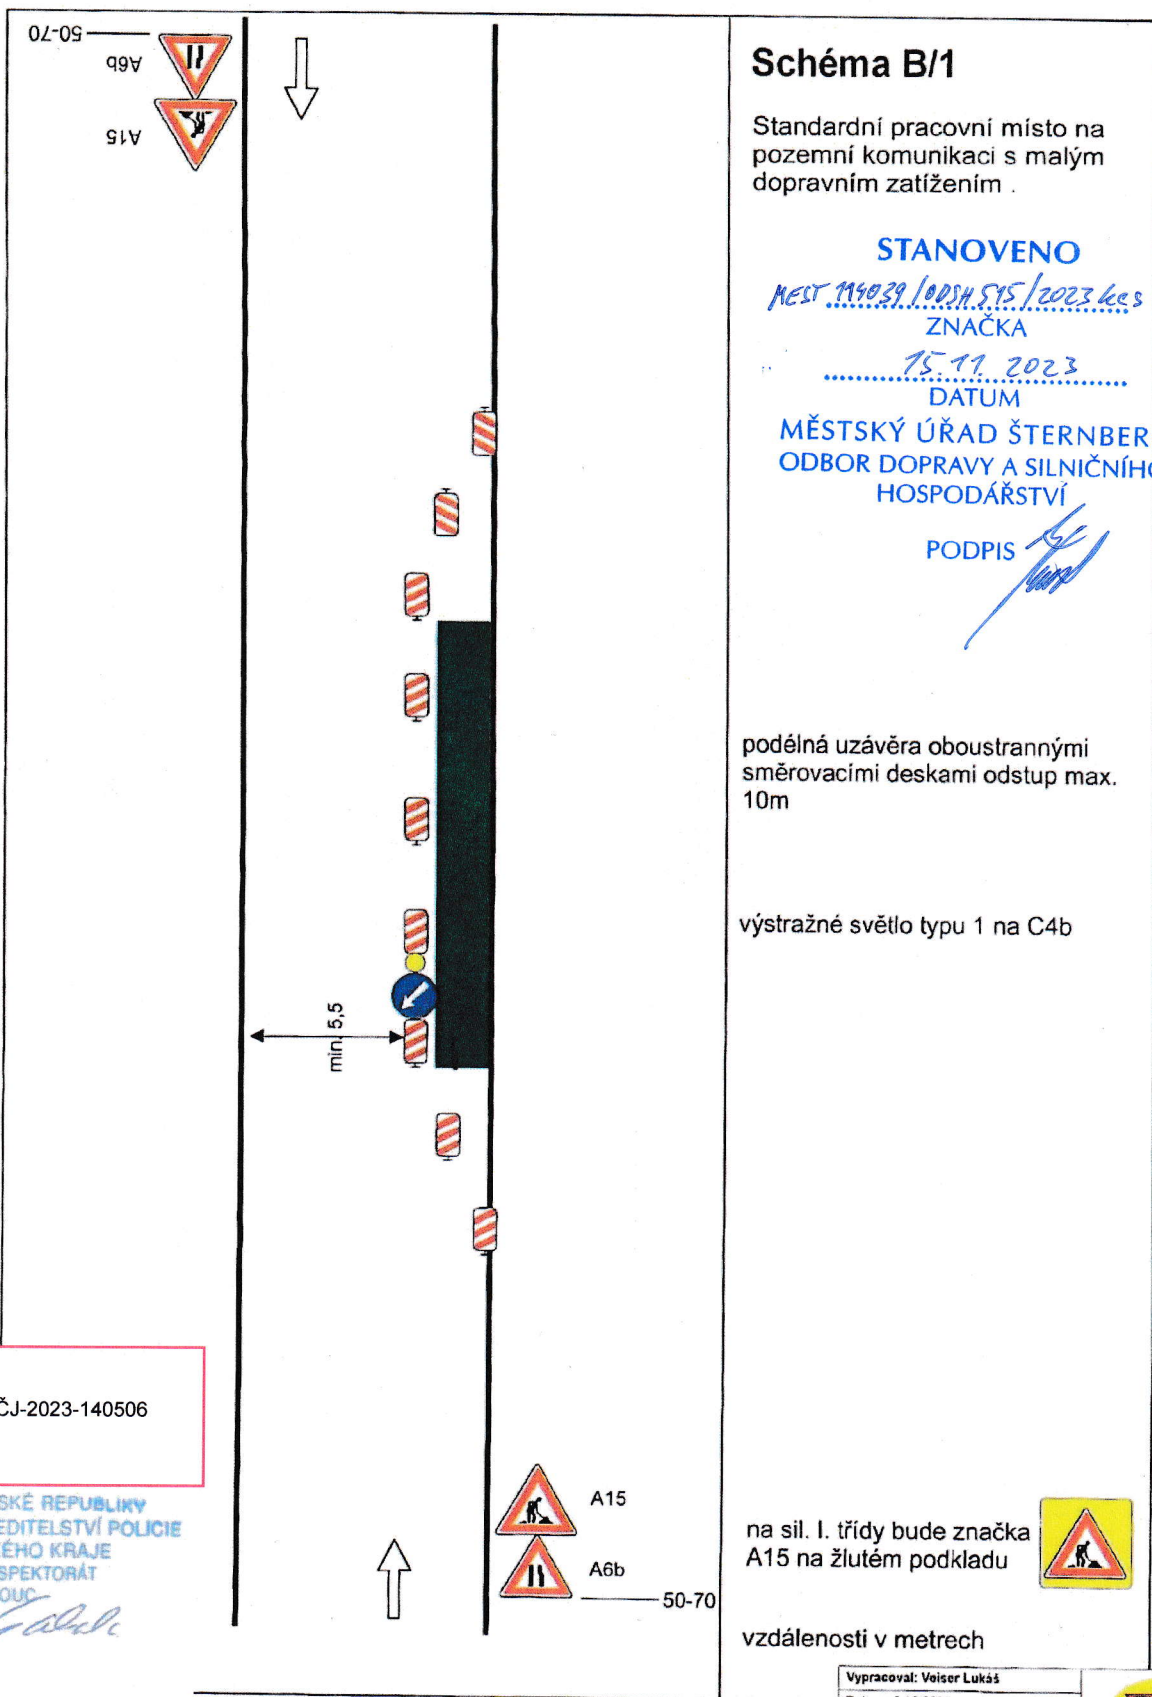 50-70
A6b
A15
Schéma B/1
Standardní pracovní místo na
pozemní komunikaci s malým
dopravním zatížením .
STANOVENO
MEST 114039/ODSH 515/2023 kes
ZNAČKA
15.11. 2023
DATUM
MĚSTSKÝ ÚŘAD ŠTERNBER
ODBOR DOPRAVY A SILNIČNÍHO
HOSPODÁŘSTVÍ
PODPIS
podélná uzávěra oboustrannými
směrovacími deskami odstup max.
10m
výstražné světlo typu 1 na C4b
min. 5,5
ČJ-2023-140506
SKÉ REPUBLIKY
EDITELSTVÍ POLICIE
ÉHO KRAJE
SPEKTORÁT
OUC
A15
A6b
50-70
na sil. I. třídy bude značka
A15 na žlutém podkladu
vzdálenosti v metrech
Vypracoval: Voiser Lukáš